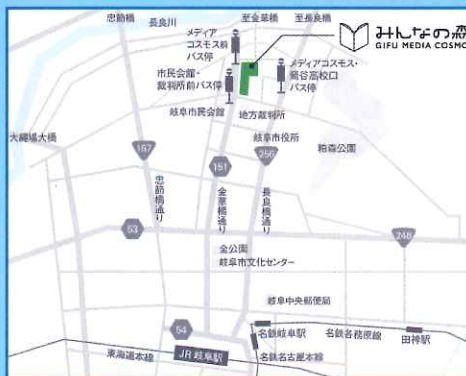 忠節橋
長良川
至金華橋
至長良橋
みんなの森
GIFU MEDIA COSMO
メディア
コスモス前
バス停
メディアコスモス・
鶯谷高校口
バス停
市民会館・
裁判所前バス停
岐阜市民会館
地方裁判所
大縄場大橋
岐阜市役所
粕森公園
157
151
256
忠節橋通り
金華橋通り
長良橋通り
53
248
金公園
岐阜市文化センター
岐阜中央郵便局
54
名鉄岐阜駅
名鉄各務原線
田神駅
東海道本線
JR 岐阜駅
名鉄名古屋本線